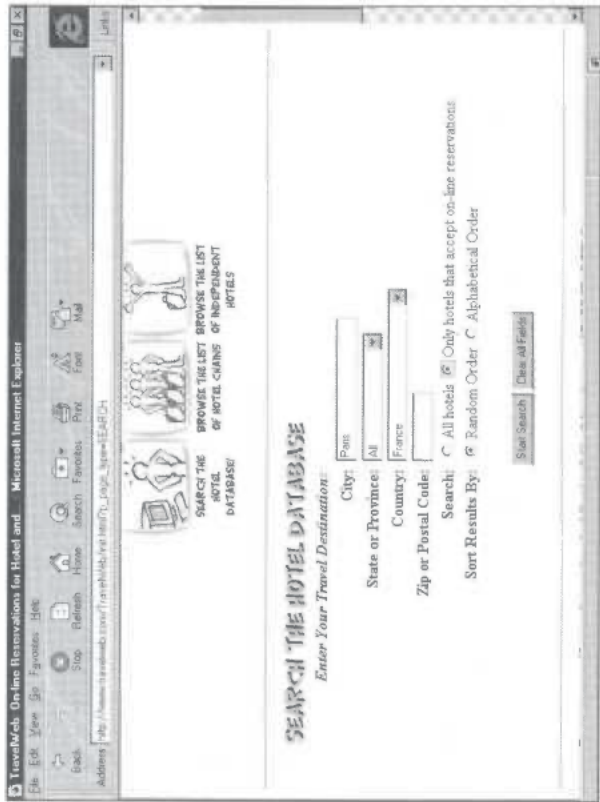 TravelWeb On-line Reservations for Hotel and Microsoft Internet Explorer
File Edit View Go Favorites Help
Back Stop Refresh Home Search Favorites Print Font Mail
Address Links
SEARCH THE HOTEL DATABASE!
BROWSE THE LIST OF HOTEL CHAINS
BROWSE THE LIST OF INDEPENDENT HOTELS
SEARCH THE HOTEL DATABASE
Enter Your Travel Destination:
City: Paris
State or Province: All
Country: France
Zip or Postal Code:
Search: All hotels Only hotels that accept on-line reservations
Sort Results By: Random Order Alphabetical Order
Start Search Clear All Fields